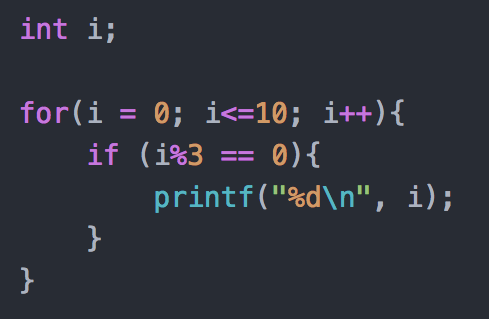 int i;

for(i = 0; i<=10; i++){
    if (i%3 == 0){
        printf("%d\n", i);
    }
}